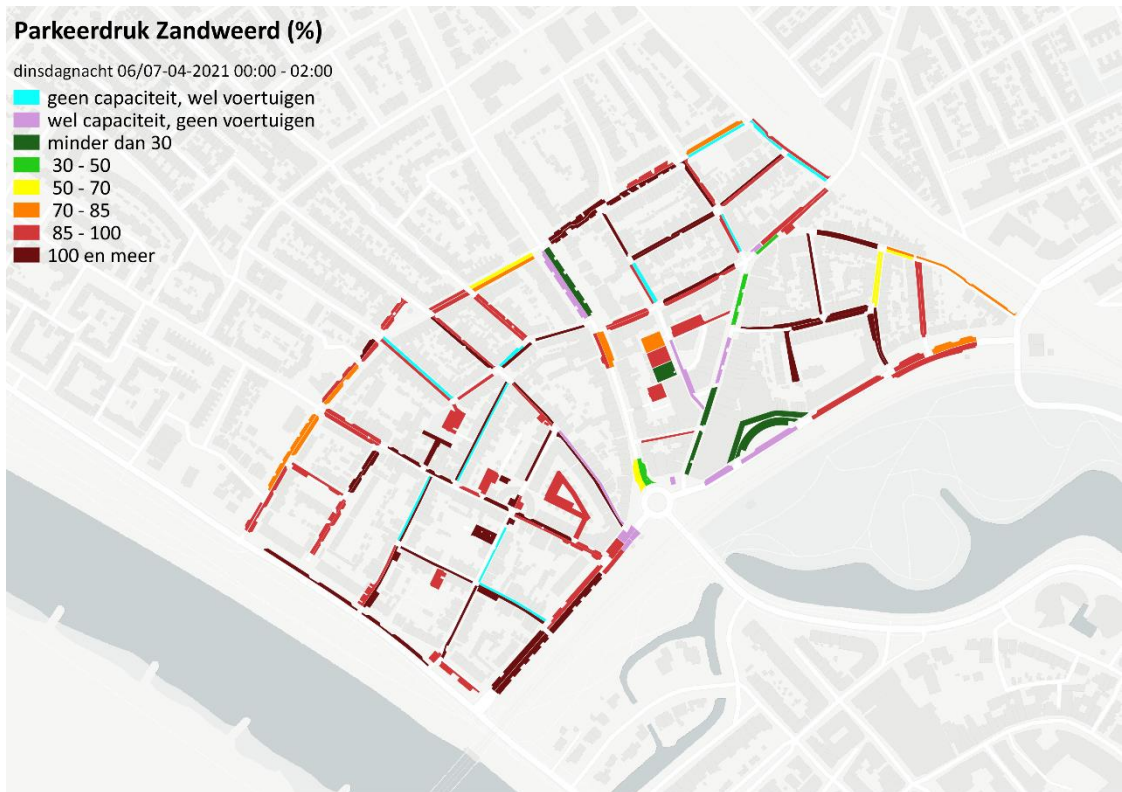 Parkeerdruk Zandweerd (%)
dinsdagnacht 06/07-04-2021 00:00 - 02:00
geen capaciteit, wel voertuigen
wel capaciteit, geen voertuigen
minder dan 30
30 - 50
50 - 70
70 - 85
85 - 100
100 en meer